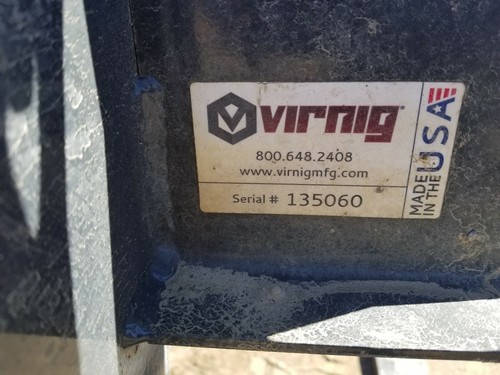 VIRNIG
800.648.2408
www.virnigmfg.com
Serial # 135060
MADE IN THE USA